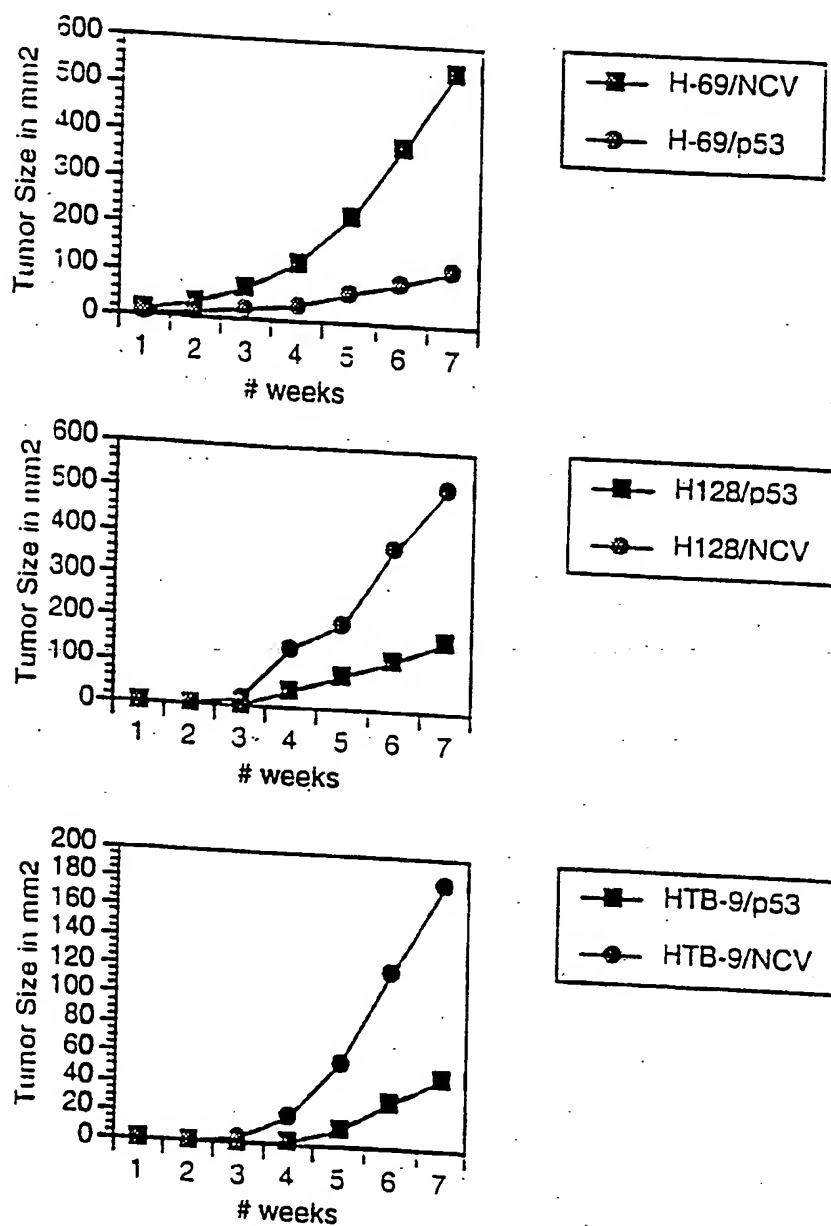 Tumor Size in mm2
600
500
400
300
200
100
0
1 2 3 4 5 6 7
# weeks
H-69/NCV
H-69/p53
Tumor Size in mm2
600
500
400
300
200
100
0
1 2 3 4 5 6 7
# weeks
H128/p53
H128/NCV
Tumor Size in mm2
200
180
160
140
120
100
80
60
40
20
0
1 2 3 4 5 6 7
# weeks
HTB-9/p53
HTB-9/NCV